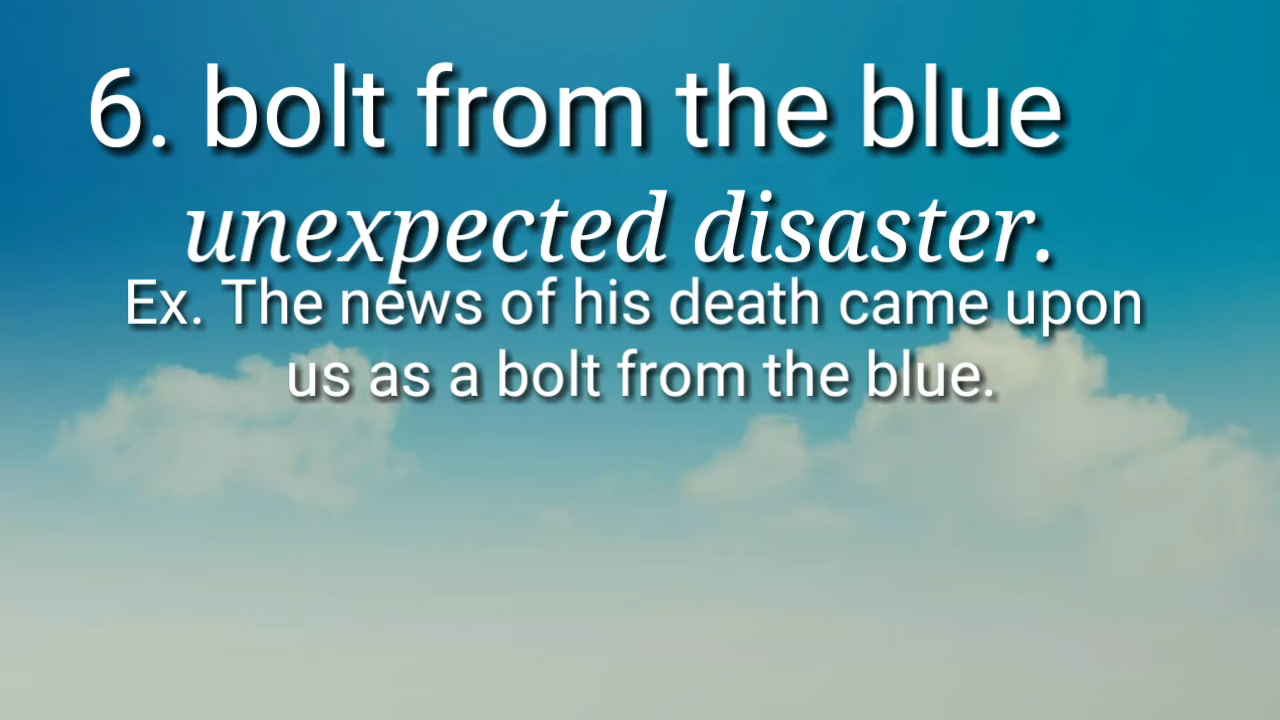 6. bolt from the blue
unexpected disaster.
Ex. The news of his death came upon
us as a bolt from the blue.